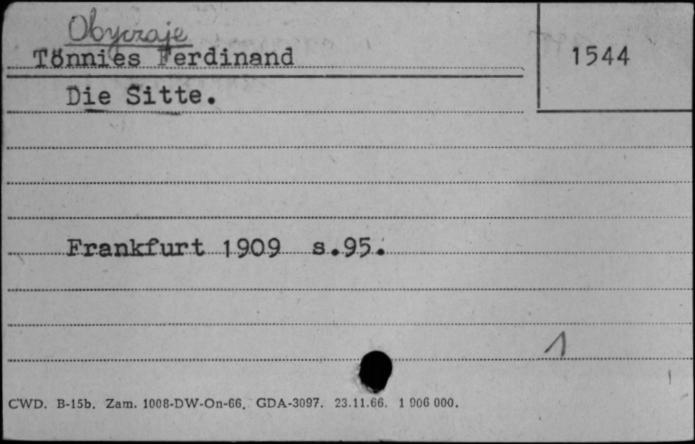 Obyczaje
Tönnies Ferdinand
1544
Die Sitte.
Frankfurt 1909 s.95.
1
CWD. B-15b. Zam. 1008-DW-On-66. GDA-3097. 23.11.66. 1 906 000.